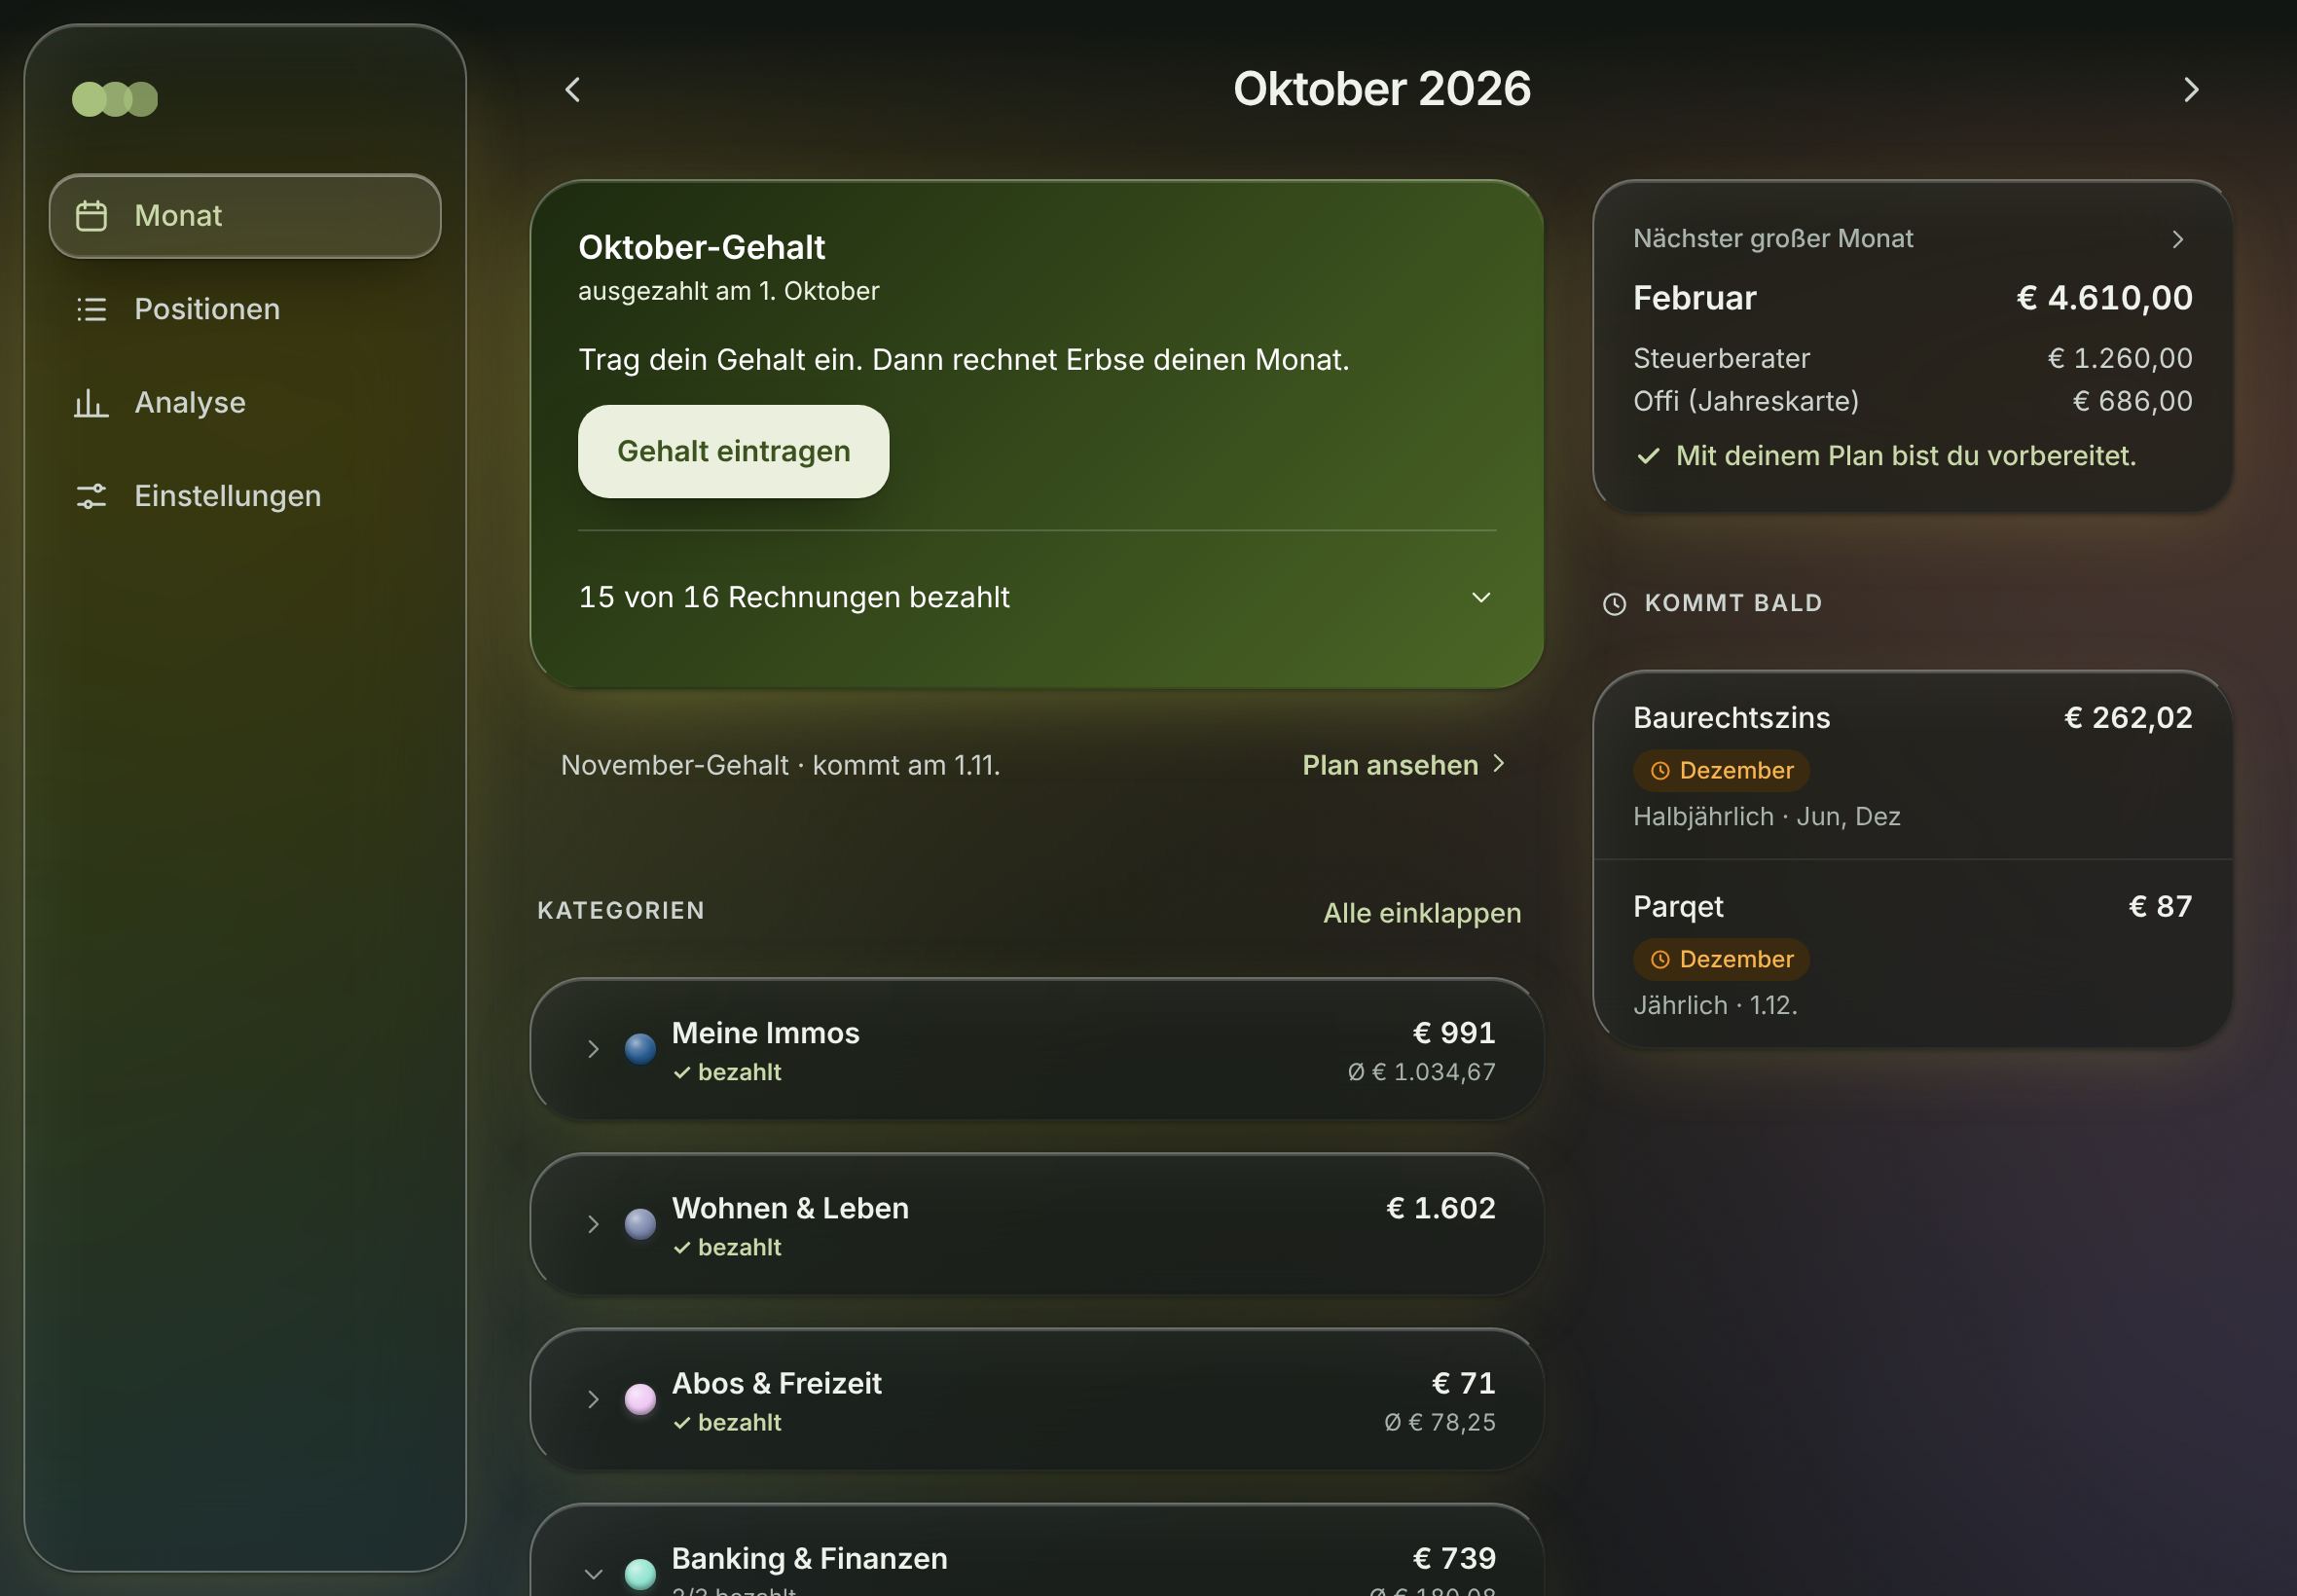 Oktober 2026
Monat
Positionen
Analyse
Einstellungen
Oktober-Gehalt
ausgezahlt am 1. Oktober
Trag dein Gehalt ein. Dann rechnet Erbse deinen Monat.
Gehalt eintragen
15 von 16 Rechnungen bezahlt
November-Gehalt · kommt am 1.11.
Plan ansehen
KATEGORIEN
Alle einklappen
Meine Immos € 991
bezahlt Ø € 1.034,67
Wohnen & Leben € 1.602
bezahlt
Abos & Freizeit € 71
bezahlt Ø € 78,25
Banking & Finanzen € 739
2/3 bezahlt Ø € 180,08
Nächster großer Monat
Februar € 4.610,00
Steuerberater € 1.260,00
Offi (Jahreskarte) € 686,00
Mit deinem Plan bist du vorbereitet.
KOMMT BALD
Baurechtszins € 262,02
Dezember
Halbjährlich · Jun, Dez
Parqet € 87
Dezember
Jährlich · 1.12.